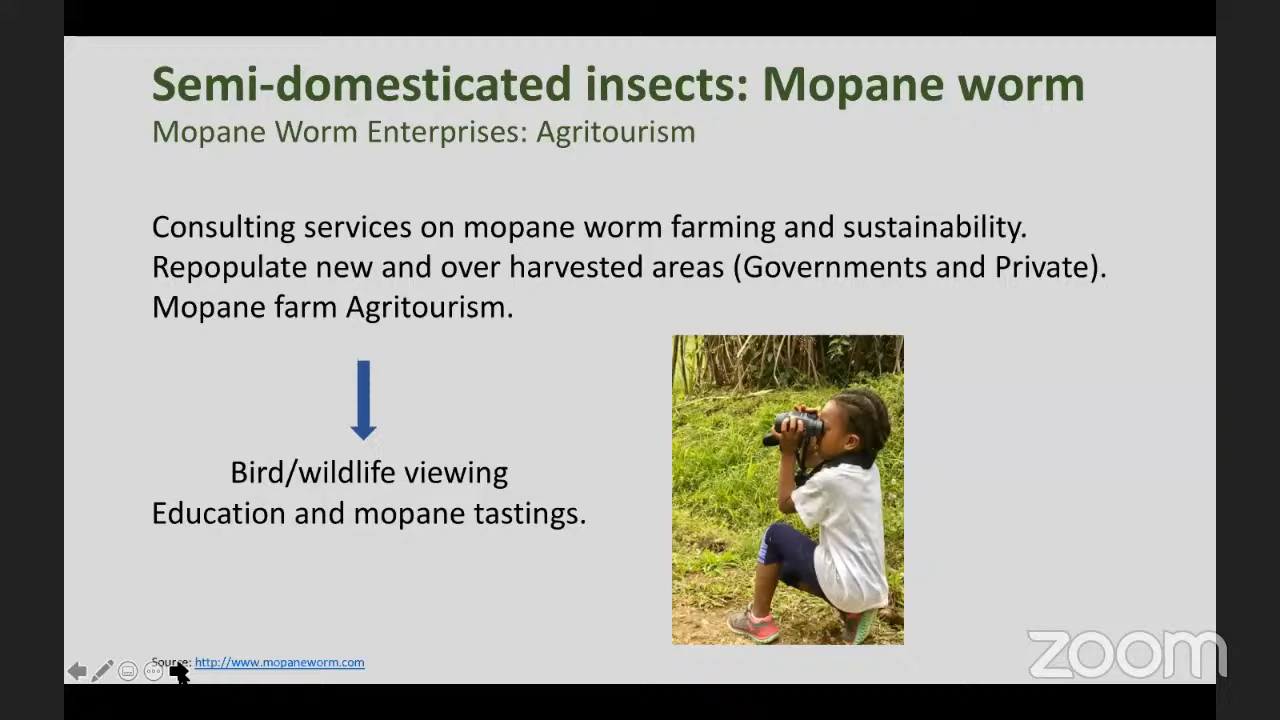 Semi-domesticated insects: Mopane worm
Mopane Worm Enterprises: Agritourism
Consulting services on mopane worm farming and sustainability.
Repopulate new and over harvested areas (Governments and Private).
Mopane farm Agritourism.
Bird/wildlife viewing
Education and mopane tastings.
Source: http://www.mopaneworm.com
zoom